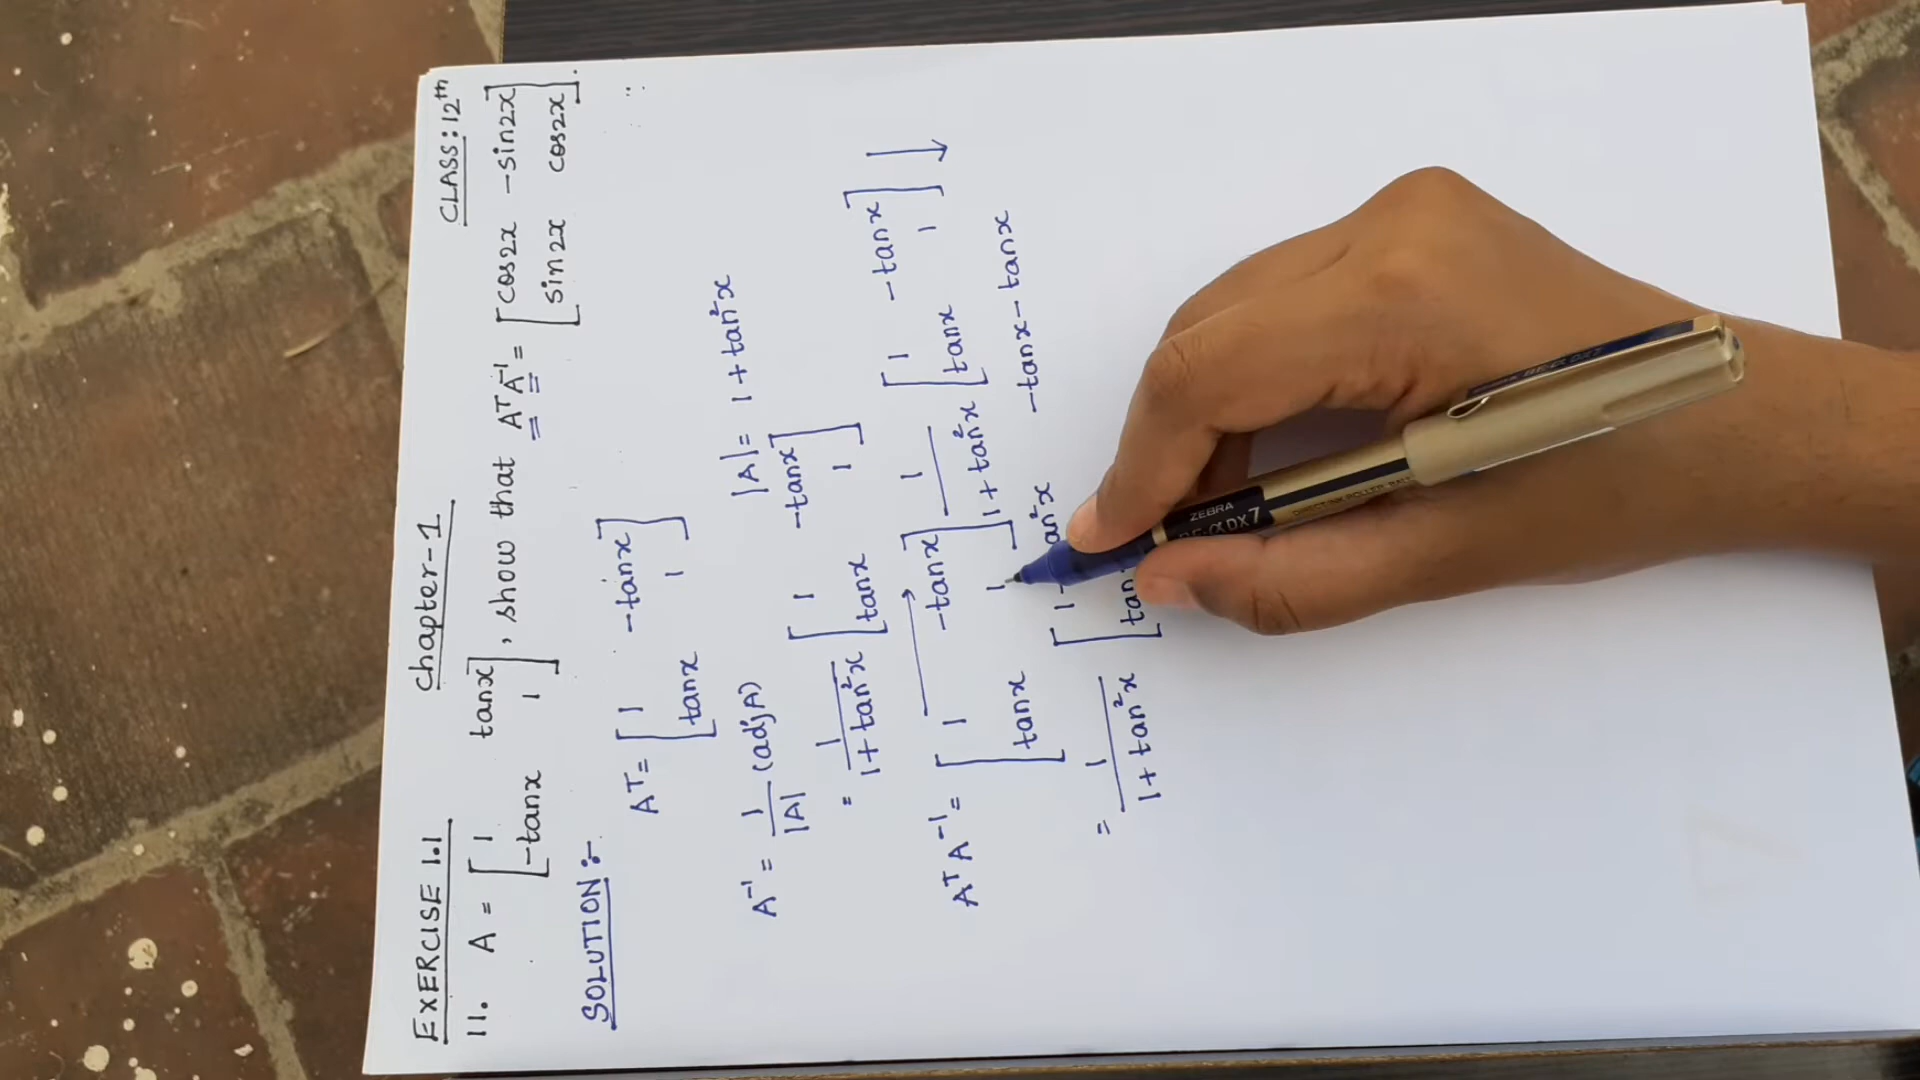 EXERCISE 1.1 Chapter-1 CLASS: 12th
11. A = [1 tanx
-tanx 1], show that AᵀA⁻¹ = [cos2x -sin2x
sin2x cos2x].
SOLUTION:-
Aᵀ = [1 -tanx
tanx 1]
A⁻¹ = 1/|A| (adjA) |A| = 1+tan²x
= 1/1+tan²x [1 -tanx
tanx 1]
AᵀA⁻¹ = [1 -tanx
tanx 1] 1/1+tan²x [1 -tanx
tanx 1]
= 1/1+tan²x [1 an²x -tanx-tanx
tan
ZEBRA
DX7